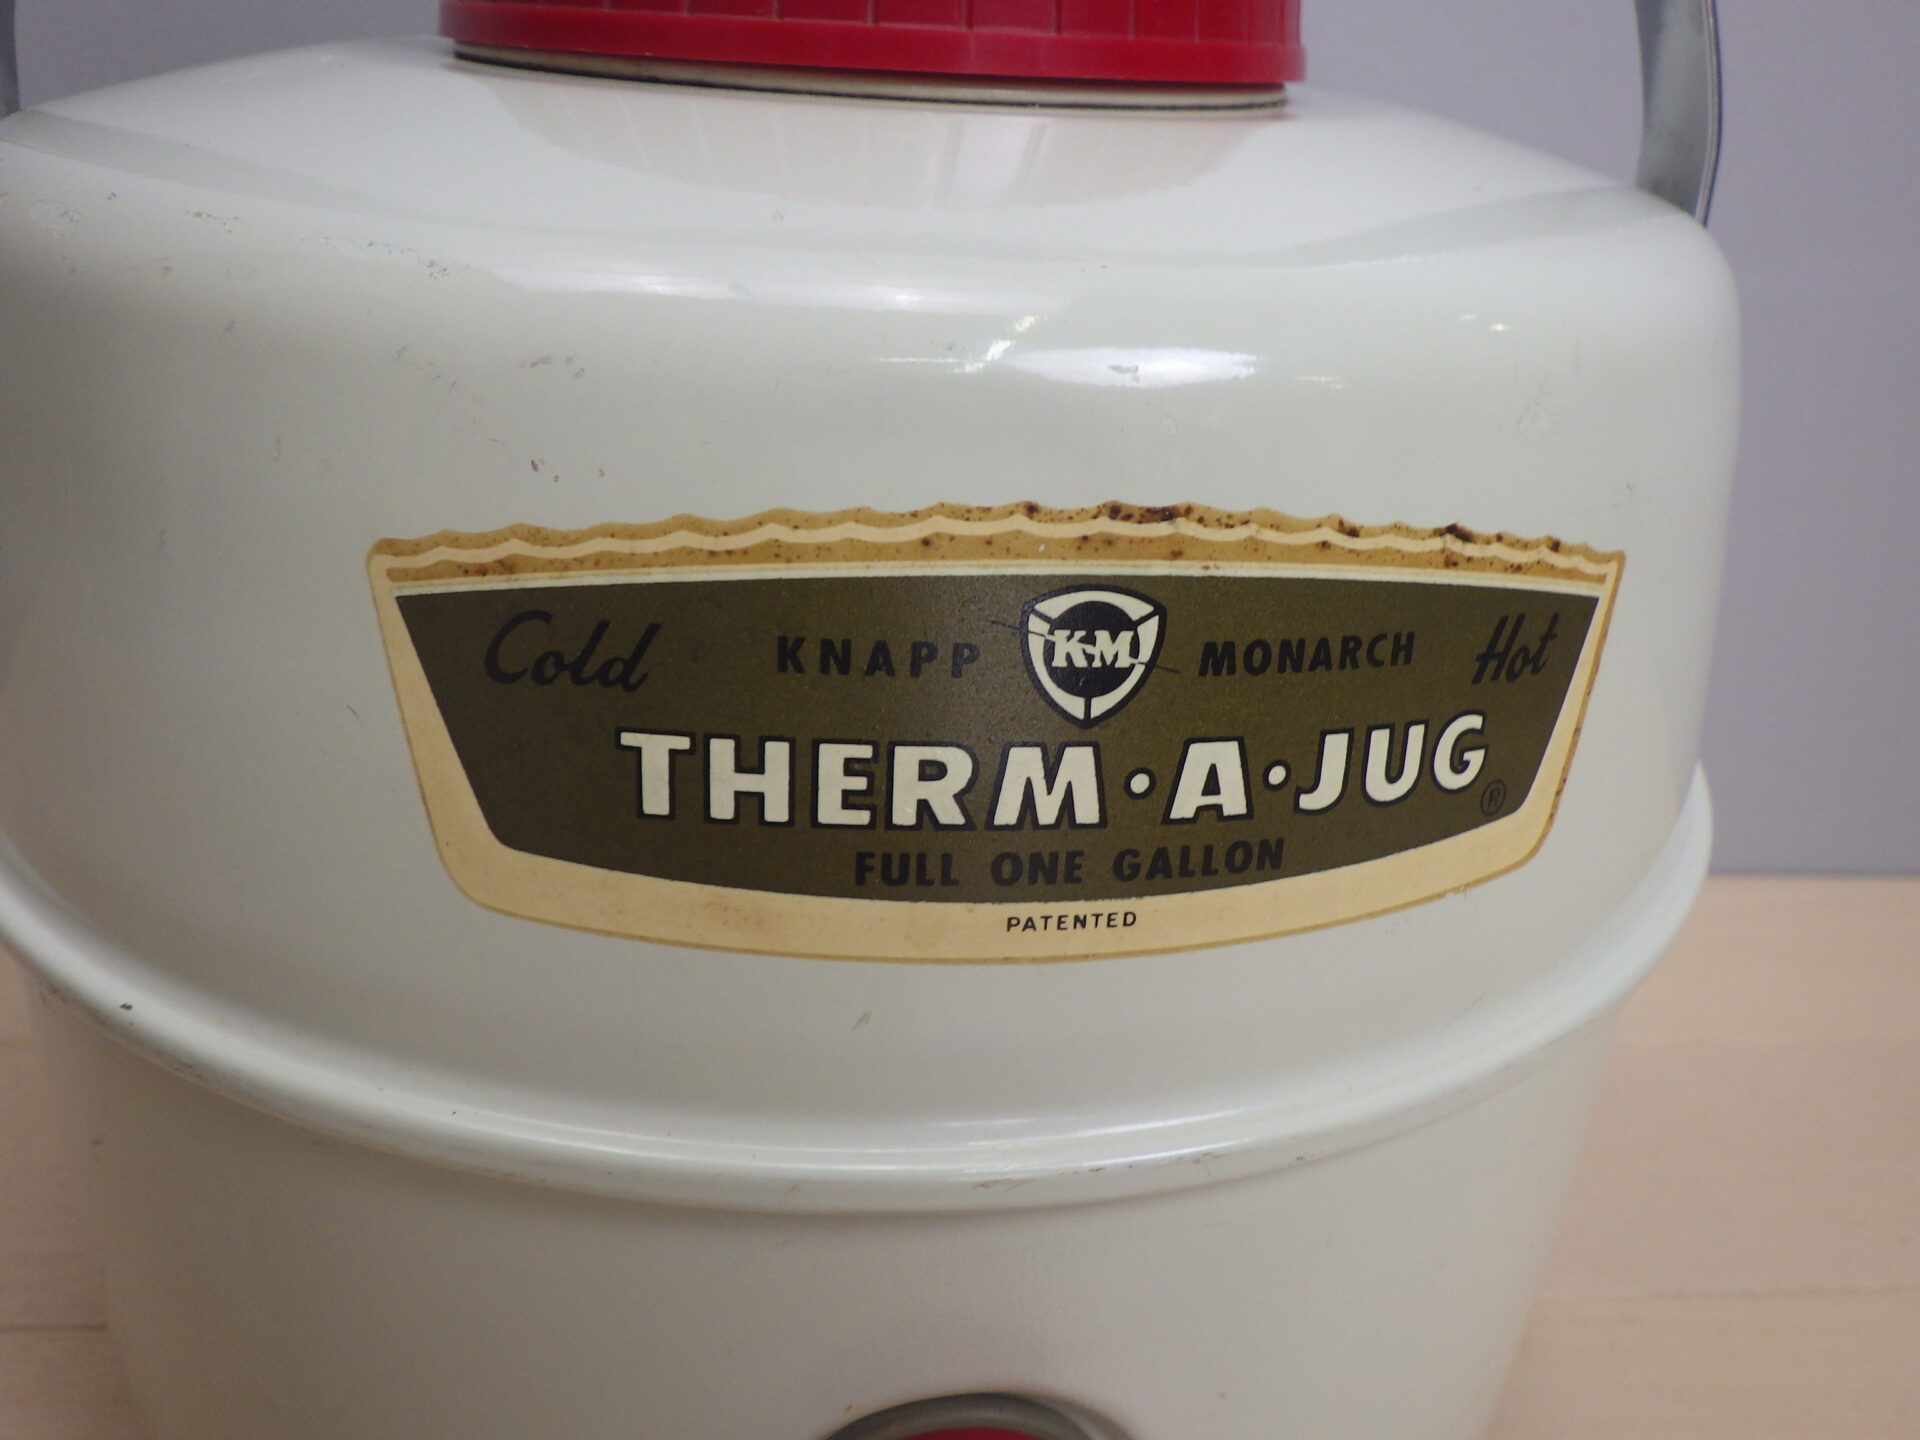 Cold KNAPP KM MONARCH Hot
THERM•A•JUG®
FULL ONE GALLON
PATENTED